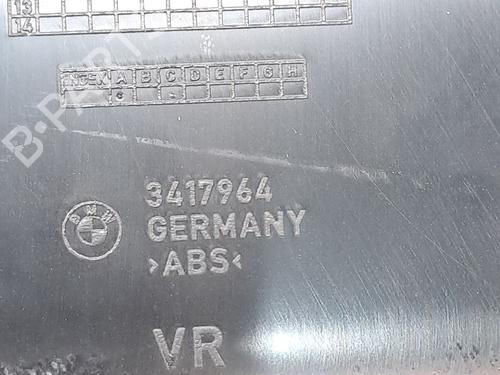 13
14
INDEX A B C D E F G H
3417964
BMW
GERMANY
>ABS<
VR
B-PARTS